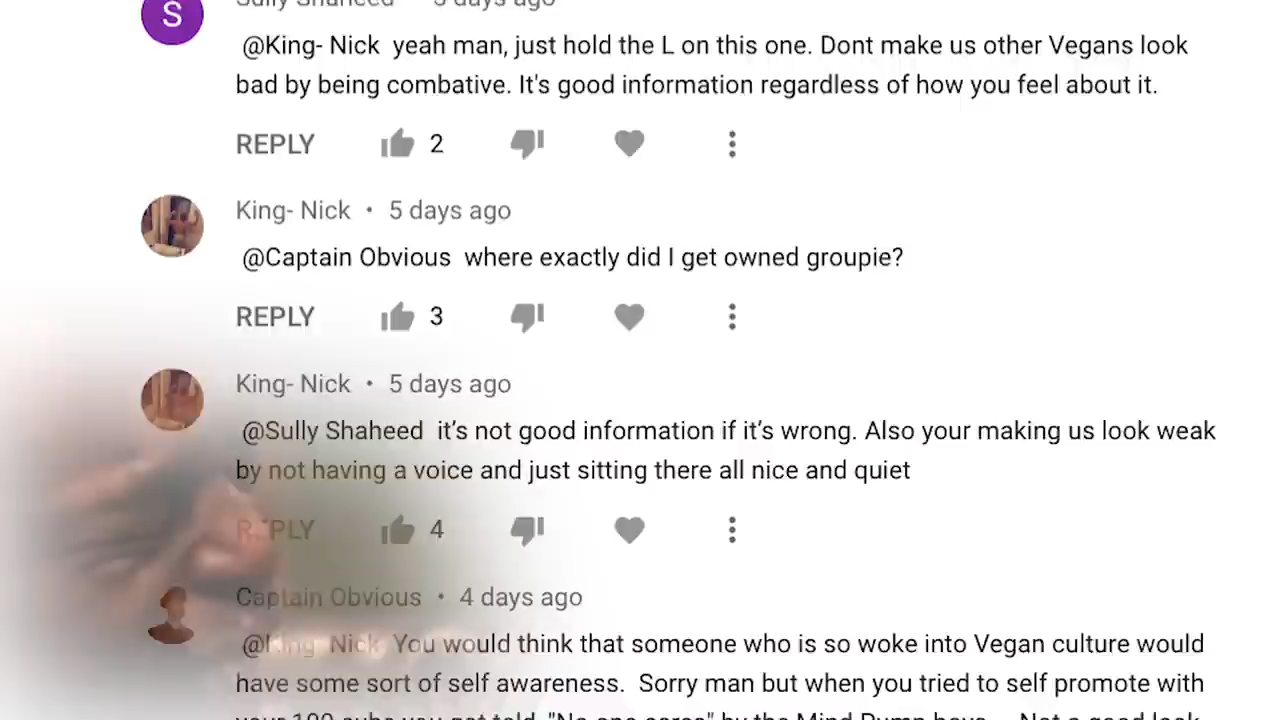 S
Sully Shaheed 5 days ago
@King- Nick yeah man, just hold the L on this one. Dont make us other Vegans look
bad by being combative. It's good information regardless of how you feel about it.
REPLY 2
King- Nick • 5 days ago
@Captain Obvious where exactly did I get owned groupie?
REPLY 3
King- Nick • 5 days ago
@Sully Shaheed it’s not good information if it’s wrong. Also your making us look weak
by not having a voice and just sitting there all nice and quiet
REPLY 4
Captain Obvious • 4 days ago
@King- Nick You would think that someone who is so woke into Vegan culture would
have some sort of self awareness. Sorry man but when you tried to self promote with
your 100 subs you got told "No one cares" by the Mind Pump boys... Not a good look